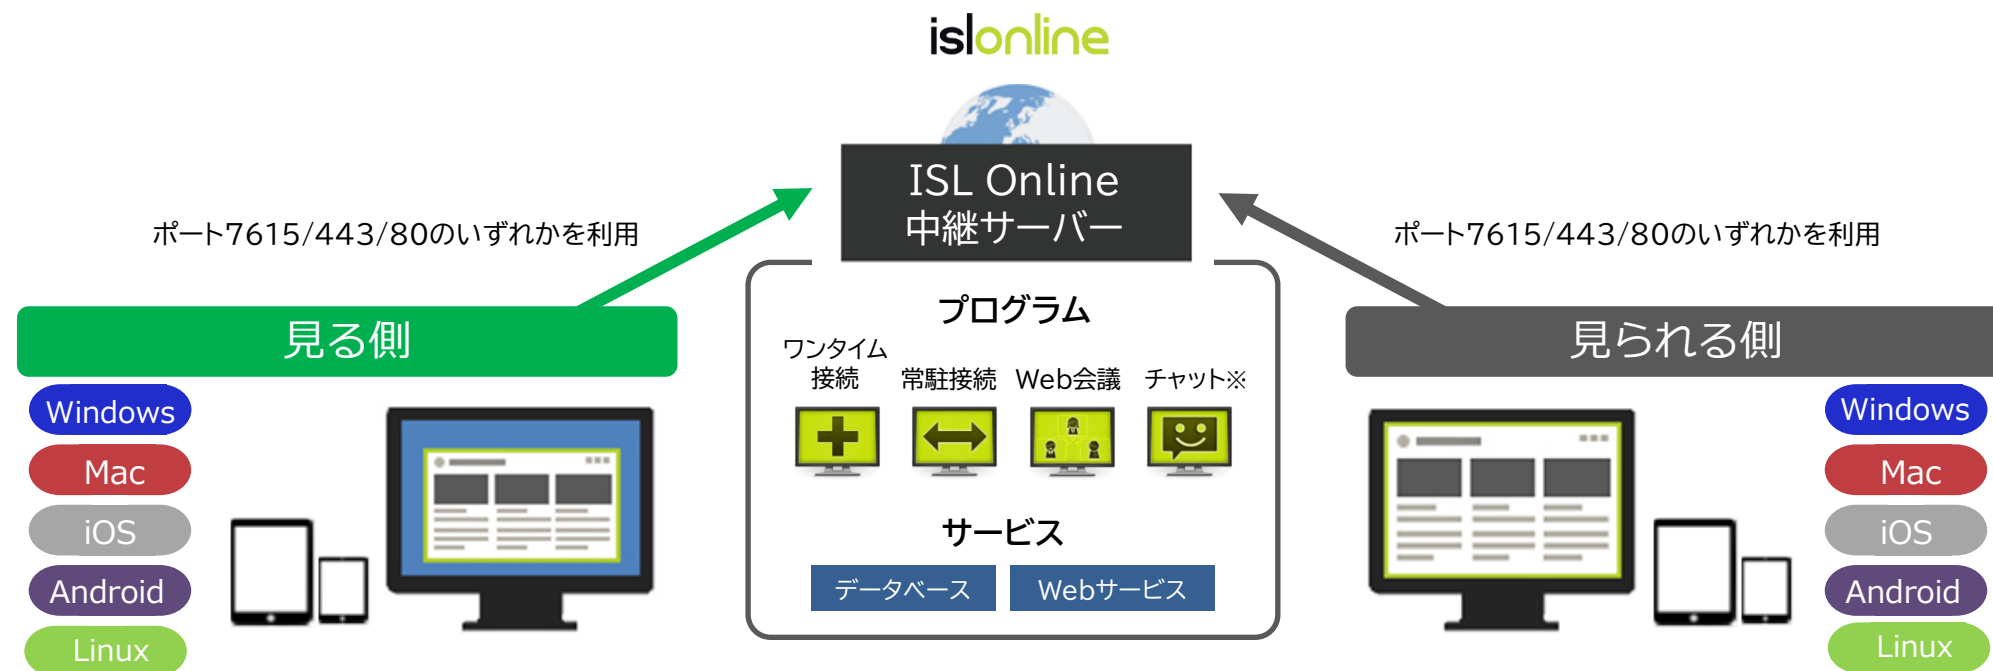 islonline
ISL Online
中継サーバー
ポート7615/443/80のいずれかを利用
ポート7615/443/80のいずれかを利用
見る側
Windows
Mac
iOS
Android
Linux
プログラム
ワンタイム
接続
常駐接続
Web会議
チャット※
サービス
データベース
Webサービス
見られる側
Windows
Mac
iOS
Android
Linux